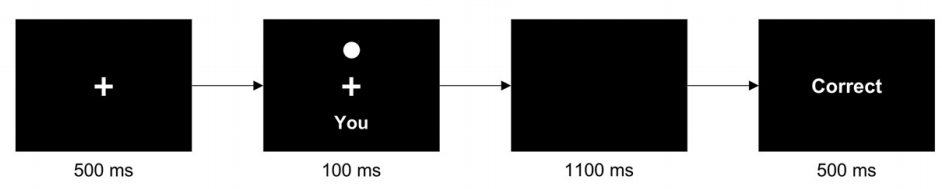 +
+
You
Correct
500 ms
100 ms
1100 ms
500 ms